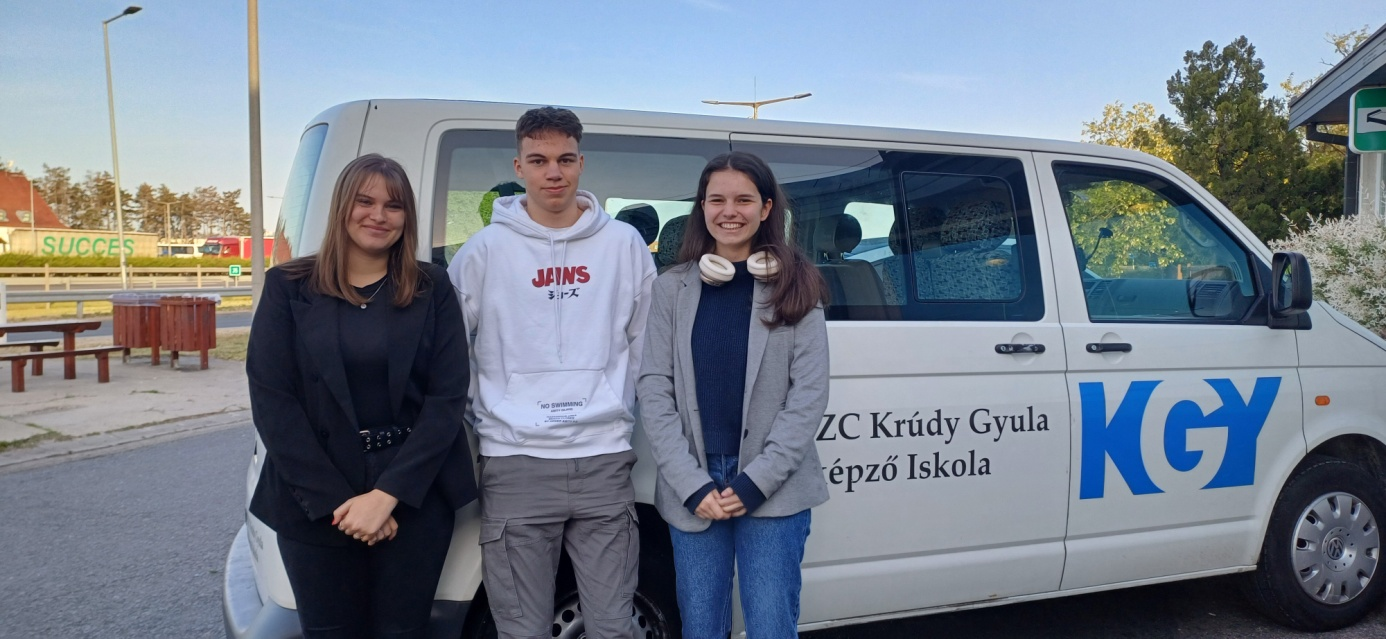 SUCCES
JAWS
ジョーズ
NO SWIMMING
ZC Krúdy Gyula
épző Iskola
KGY